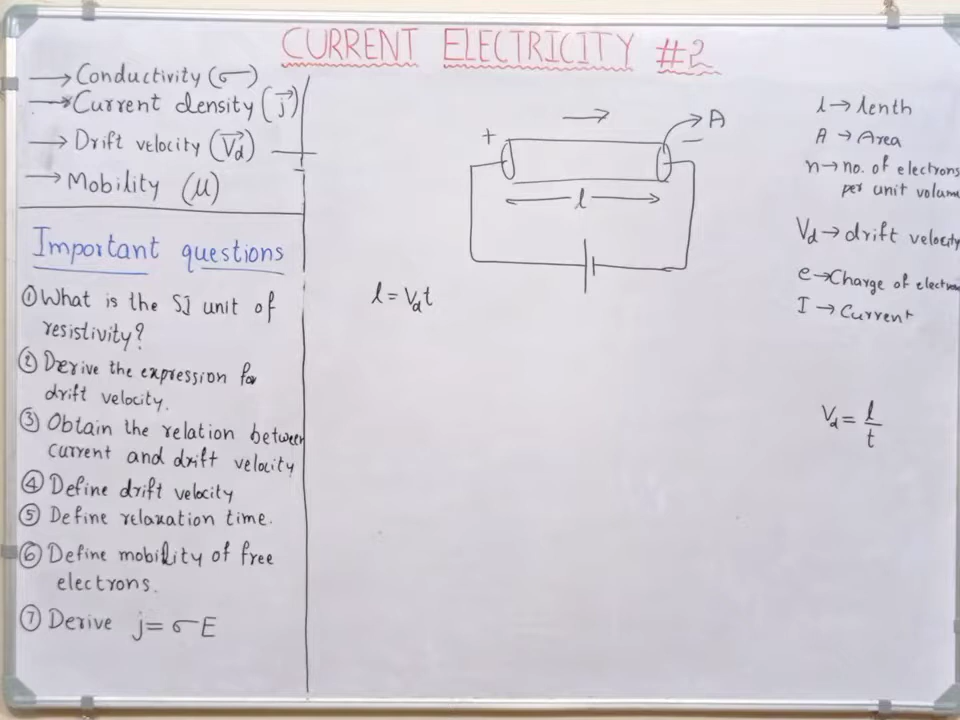 CURRENT ELECTRICITY #2
→ Conductivity (σ)
→ Current density (j⃗)
→ Drift velocity (V⃗d)
→ Mobility (μ)
Important questions
① What is the SI unit of
resistivity?
② Derive the expression for
drift velocity.
③ Obtain the relation between
current and drift velocity
④ Define drift velocity
⑤ Define relaxation time.
⑥ Define mobility of free
electrons.
⑦ Derive j = σE
→
+
−
A
l
l = Vd t
l → lenth
A → Area
n → no. of electrons
per unit volum
Vd → drift velocity
e → Charge of electron
I → Current
Vd = l/t